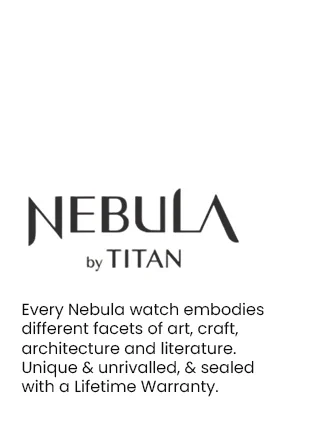 NEBULA
by TITAN
Every Nebula watch embodies
different facets of art, craft,
architecture and literature.
Unique & unrivalled, & sealed
with a Lifetime Warranty.